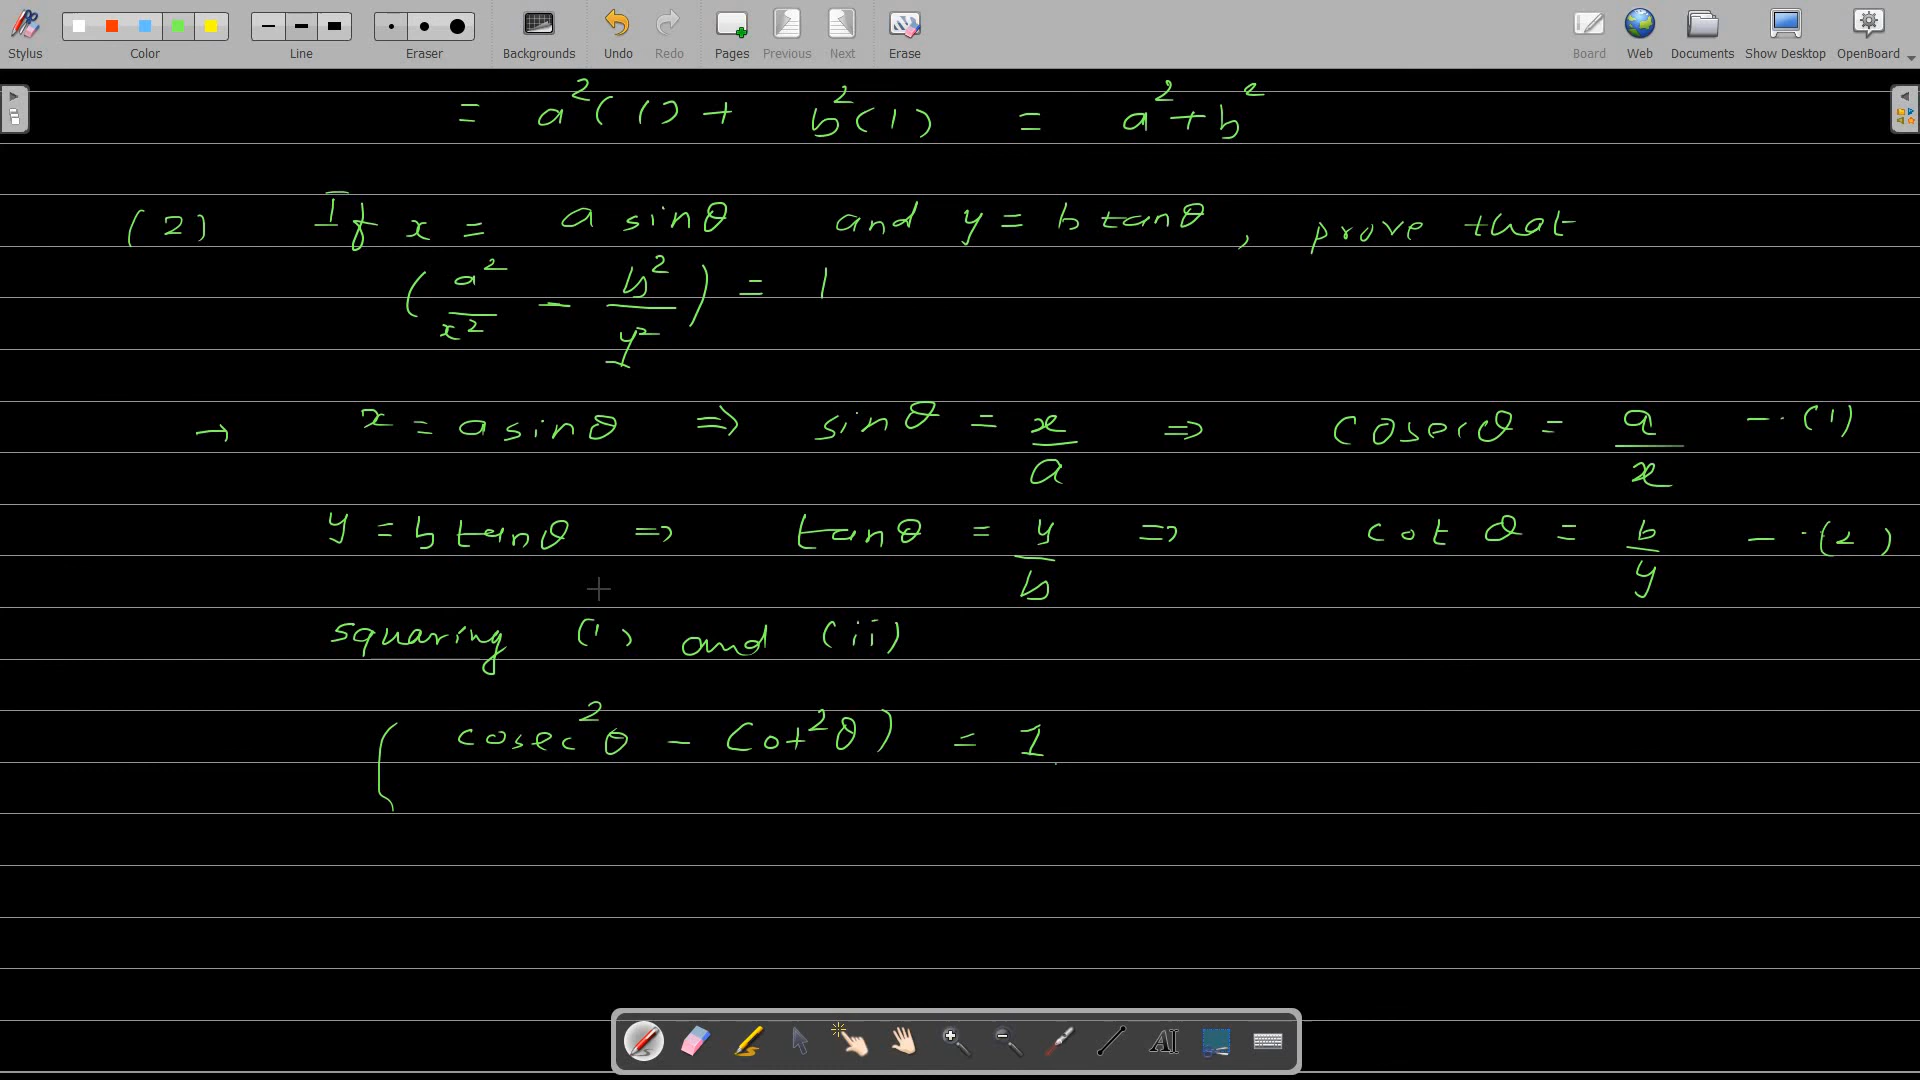 Stylus Color Line Eraser Backgrounds Undo Redo Pages Previous Next Erase Board Web Documents Show Desktop OpenBoard
= a²(1) + b²(1) = a² + b²
(2) If x = a sinθ and y = b tanθ, prove that
(a²/x² - b²/y²) = 1
→ x = a sinθ ⇒ sinθ = x/a ⇒ cosecθ = a/x -··(1)
y = b tanθ ⇒ tanθ = y/b ⇒ cot θ = b/y -··(2)
squaring (1) and (ii)
(cosec²θ - cot²θ) = 1
(
AI